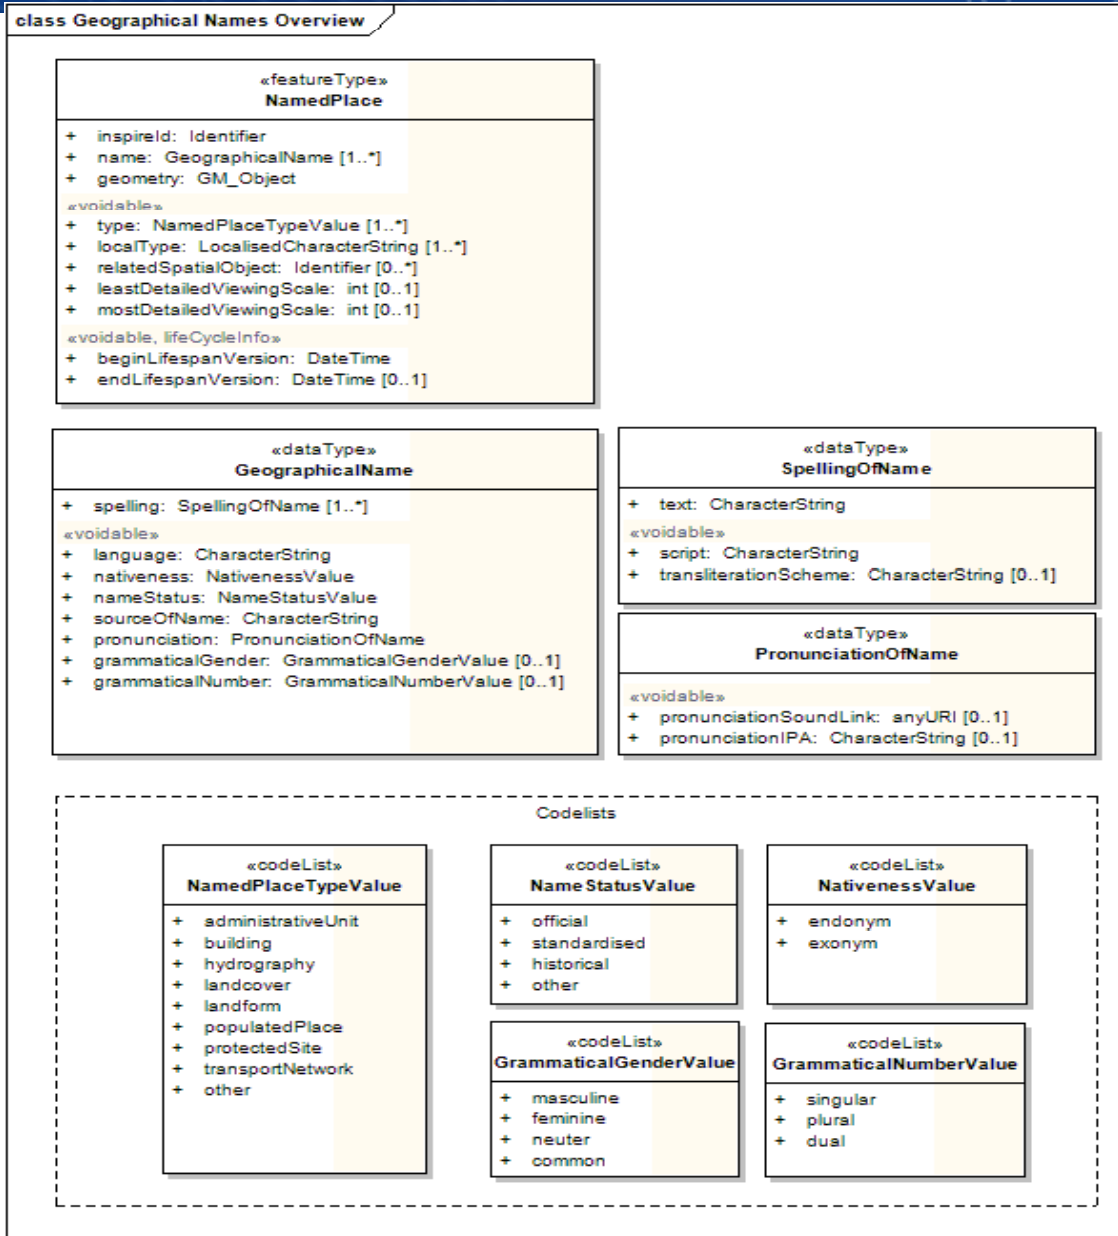 class Geographical Names Overview
«featureType»
NamedPlace
+ inspireId: Identifier
+ name: GeographicalName [1..*]
+ geometry: GM_Object
«voidable»
+ type: NamedPlaceTypeValue [1..*]
+ localType: LocalisedCharacterString [1..*]
+ relatedSpatialObject: Identifier [0..*]
+ leastDetailedViewingScale: int [0..1]
+ mostDetailedViewingScale: int [0..1]
«voidable, lifeCycleInfo»
+ beginLifespanVersion: DateTime
+ endLifespanVersion: DateTime [0..1]
«dataType»
GeographicalName
+ spelling: SpellingOfName [1..*]
«voidable»
+ language: CharacterString
+ nativeness: NativenessValue
+ nameStatus: NameStatusValue
+ sourceOfName: CharacterString
+ pronunciation: PronunciationOfName
+ grammaticalGender: GrammaticalGenderValue [0..1]
+ grammaticalNumber: GrammaticalNumberValue [0..1]
«dataType»
SpellingOfName
+ text: CharacterString
«voidable»
+ script: CharacterString
+ transliterationScheme: CharacterString [0..1]
«dataType»
PronunciationOfName
«voidable»
+ pronunciationSoundLink: anyURI [0..1]
+ pronunciationIPA: CharacterString [0..1]
Codelists
«codeList»
NamedPlaceTypeValue
+ administrativeUnit
+ building
+ hydrography
+ landcover
+ landform
+ populatedPlace
+ protectedSite
+ transportNetwork
+ other
«codeList»
NameStatusValue
+ official
+ standardised
+ historical
+ other
«codeList»
NativenessValue
+ endonym
+ exonym
«codeList»
GrammaticalGenderValue
+ masculine
+ feminine
+ neuter
+ common
«codeList»
GrammaticalNumberValue
+ singular
+ plural
+ dual